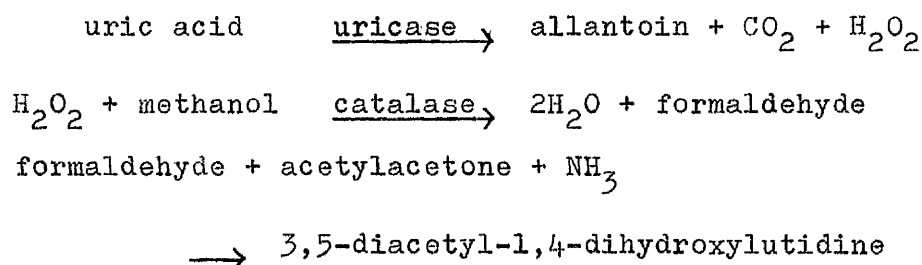 uric acid uricase → allantoin + CO₂ + H₂O₂
H₂O₂ + methanol catalase → 2H₂O + formaldehyde
formaldehyde + acetylacetone + NH₃
→ 3,5-diacetyl-1,4-dihydroxylutidine